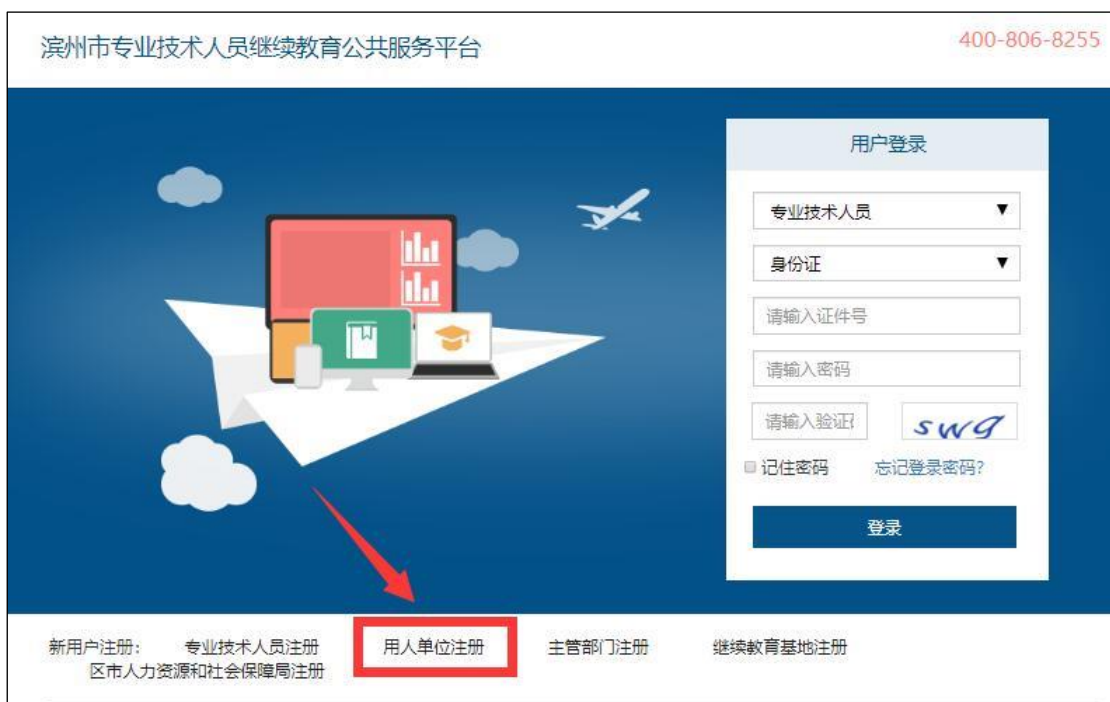 滨州市专业技术人员继续教育公共服务平台
400-806-8255
用户登录
专业技术人员
身份证
请输入证件号
请输入密码
请输入验证
swg
记住密码 忘记登录密码?
登录
新用户注册: 专业技术人员注册 用人单位注册 主管部门注册 继续教育基地注册
区市人力资源和社会保障局注册